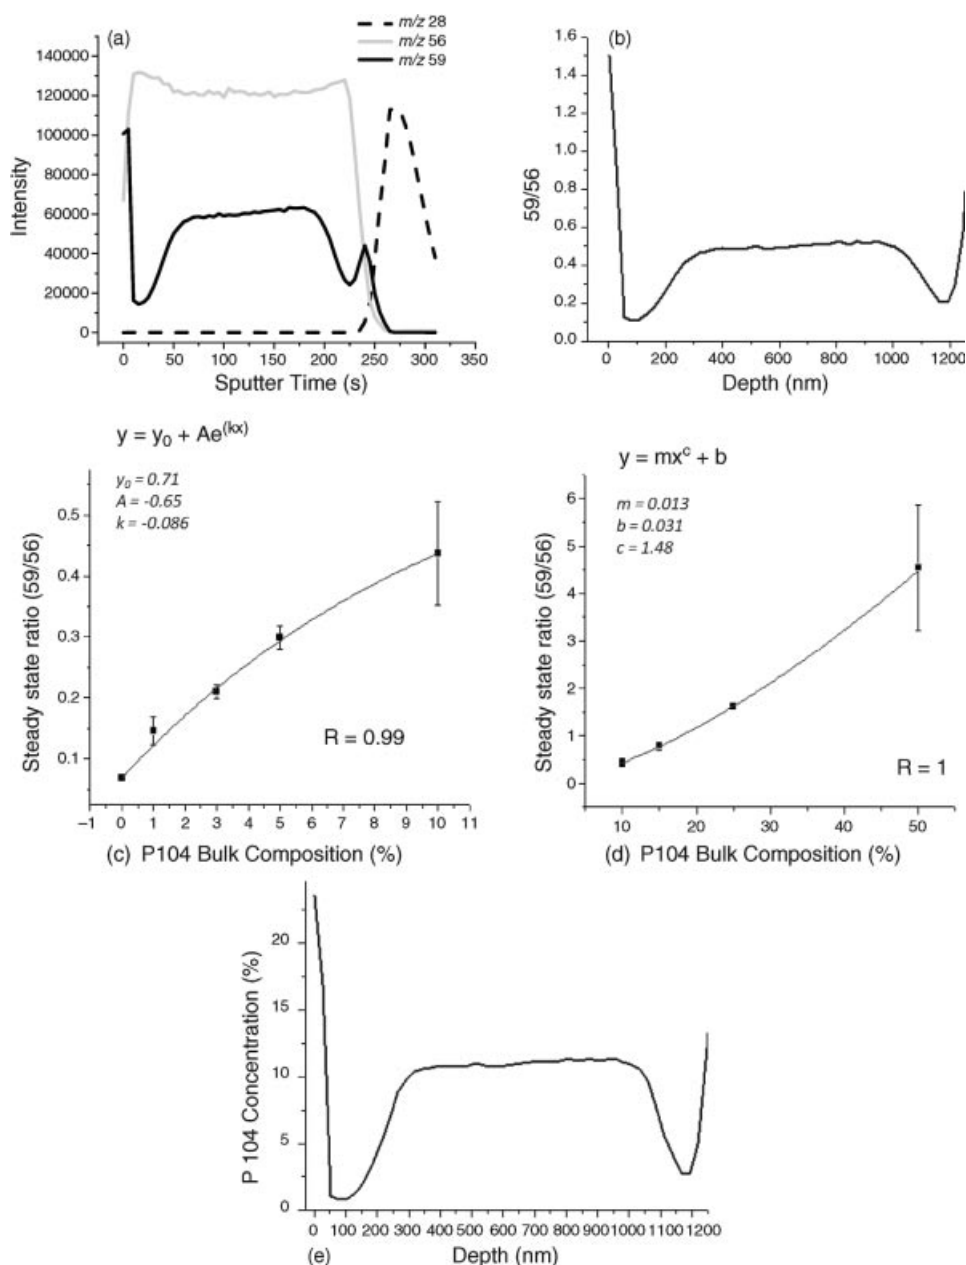 (a)
m/z 28
m/z 56
m/z 59
140000
120000
100000
80000
60000
40000
20000
0
Intensity
0 50 100 150 200 250 300 350
Sputter Time (s)
(b)
1.6
1.4
1.2
1.0
0.8
0.6
0.4
0.2
0.0
59/56
0 200 400 600 800 1000 1200
Depth (nm)
y = y₀ + Ae^(kx)
y₀ = 0.71
A = -0.65
k = -0.086
0.5
0.4
0.3
0.2
0.1
Steady state ratio (59/56)
R = 0.99
−1 0 1 2 3 4 5 6 7 8 9 10 11
(c) P104 Bulk Composition (%)
y = mxᶜ + b
m = 0.013
b = 0.031
c = 1.48
6
5
4
3
2
1
0
Steady state ratio (59/56)
R = 1
10 20 30 40 50
(d) P104 Bulk Composition (%)
20
15
10
5
0
P104 Concentration (%)
0 100 200 300 400 500 600 700 800 900 1000 1100 1200
(e) Depth (nm)